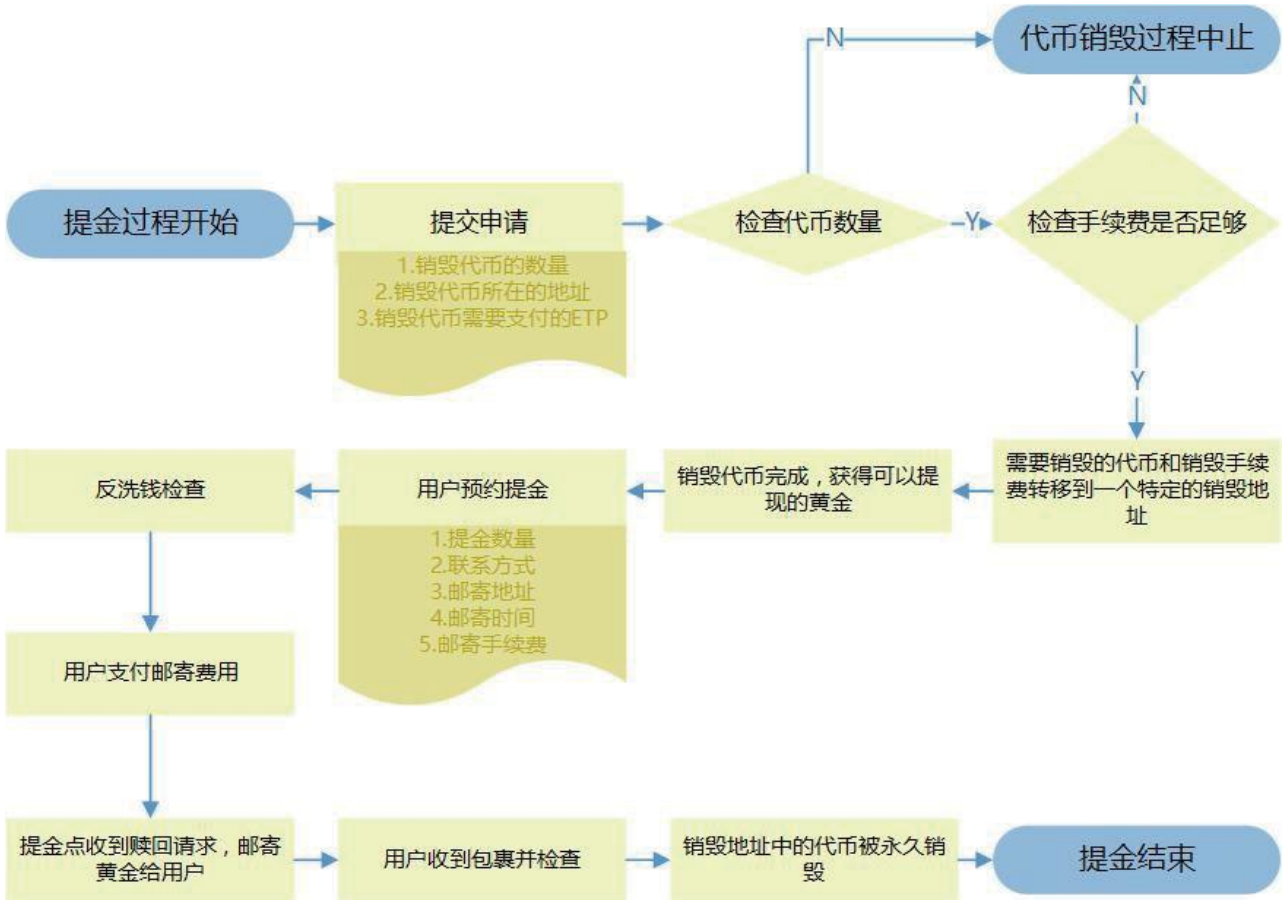 N
代币销毁过程中止
N
提金过程开始
提交申请
检查代币数量
Y
检查手续费是否足够
1.销毁代币的数量
2.销毁代币所在的地址
3.销毁代币需要支付的ETP
Y
反洗钱检查
用户预约提金
销毁代币完成，获得可以提
现的黄金
需要销毁的代币和销毁手续
费转移到一个特定的销毁地
址
1.提金数量
2.联系方式
3.邮寄地址
4.邮寄时间
5.邮寄手续费
用户支付邮寄费用
提金点收到赎回请求，邮寄
黄金给用户
用户收到包裹并检查
销毁地址中的代币被永久销
毁
提金结束